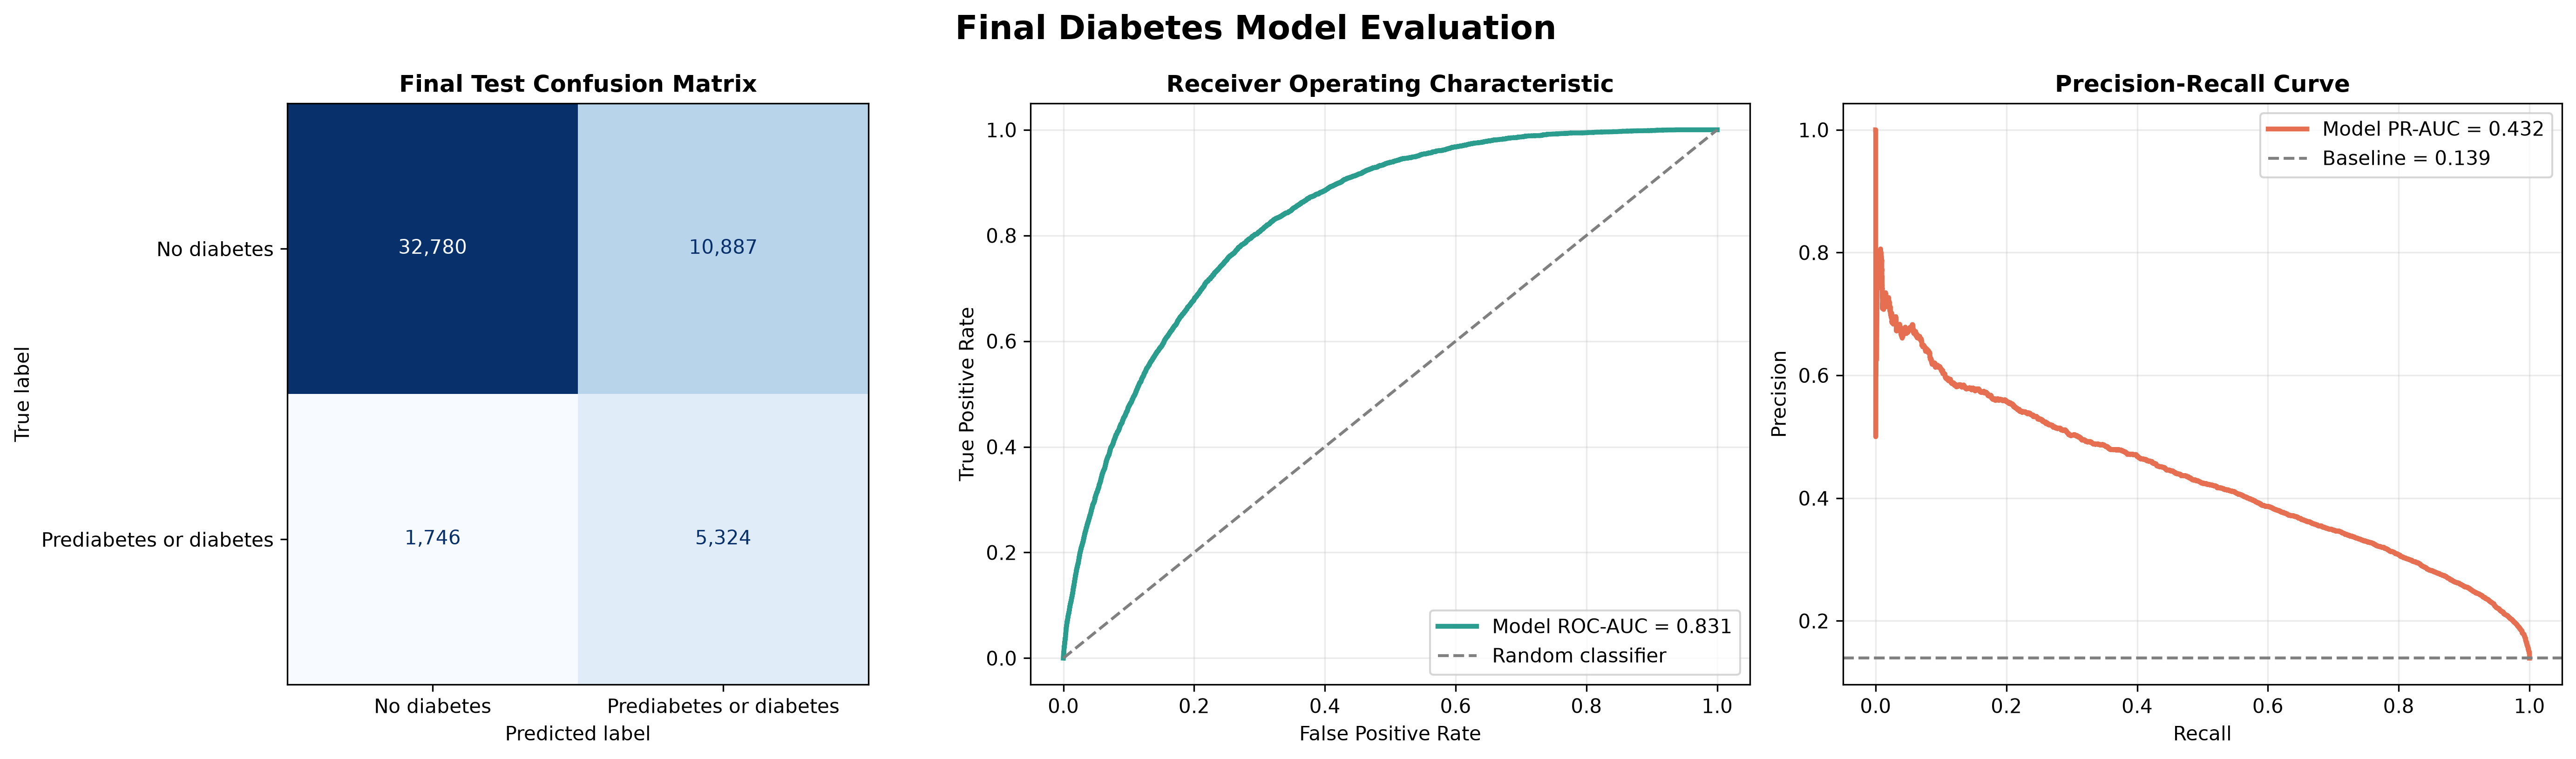 Final Diabetes Model Evaluation
Final Test Confusion Matrix
True label
No diabetes
32,780
10,887
Prediabetes or diabetes
1,746
5,324
No diabetes
Prediabetes or diabetes
Predicted label
Receiver Operating Characteristic
True Positive Rate
1.0
0.8
0.6
0.4
0.2
0.0
Model ROC-AUC = 0.831
Random classifier
0.0 0.2 0.4 0.6 0.8 1.0
False Positive Rate
Precision-Recall Curve
Precision
1.0
0.8
0.6
0.4
0.2
Model PR-AUC = 0.432
Baseline = 0.139
0.0 0.2 0.4 0.6 0.8 1.0
Recall